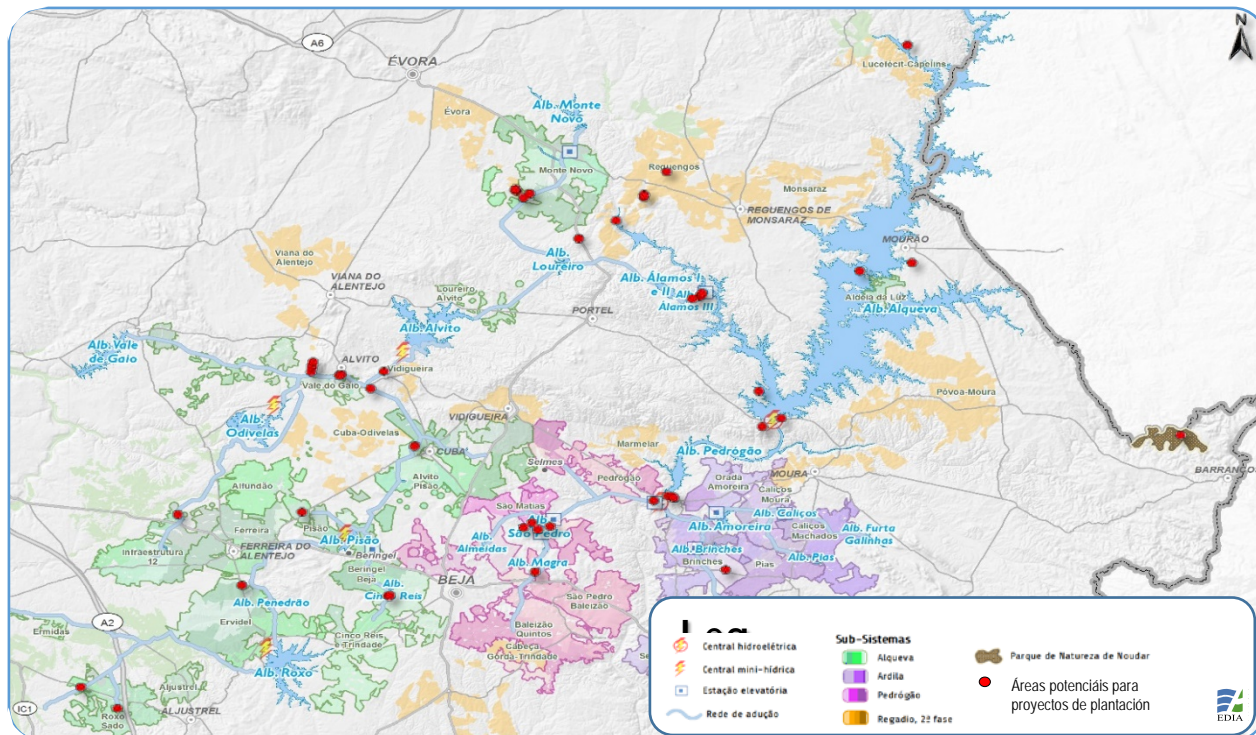 N
A6
ÉVORA
Lucefecit-Capelins
Alb. Monte
Novo
Évora
Monte Novo
Reguengos
Monsaraz
REGUENGOS DE
MONSARAZ
MOURÃO
Viana do
Alentejo
VIANA DO
ALENTEJO
Alb.
Loureiro
Loureiro
Alvito
Alb. Álamos I
e II
Álamos III
Aldeia da Luz
Alb. Alqueva
PORTEL
Alb. Alvito
Alb. Vale
de Gaio
ALVITO
Vale do Gaio
Vidigueira
Póvoa-Moura
Alb.
Odivelas
VIDIGUEIRA
Cuba-Odivelas
CUBA
Marmelar
Alb. Pedrógão
BARRANCOS
Selmes
Pedrógão
MOURA
Alvito
Pisão
Alfundão
Orada
Amoreira
Caliços
Moura
São Matias
Ferreira
Pisão
Alb. Pisão
Alb.
São Pedro
Alb.
Almeidas
Alb. Amoreira
Alb. Caliços
Caliços
Machados
Alb. Furta
Galinhas
Infraestrutura
12
FERREIRA DO
ALENTEJO
Beringel
Beringel
Beja
Alb. Brinches
Brinches
Alb. Pias
Pias
Alb. Magra
BEJA
Alb.
Cinco Reis
Alb. Penedrão
São Pedro
Baleizão
A2
Ermidas
Ervidel
Baleizão
Quintos
Cinco Reis
e Trindade
Cabeça
Gorda-Trindade
Alb. Roxo
Aljustrel
IC1
Roxo
Sado
ALJUSTREL
Central hidroelétrica
Central mini-hídrica
Estação elevatória
Rede de adução
Sub-Sistemas
Alqueva
Ardila
Pedrógão
Regadio, 2ª fase
Parque de Natureza de Noudar
Áreas potenciáis para
proyectos de plantación
EDIA